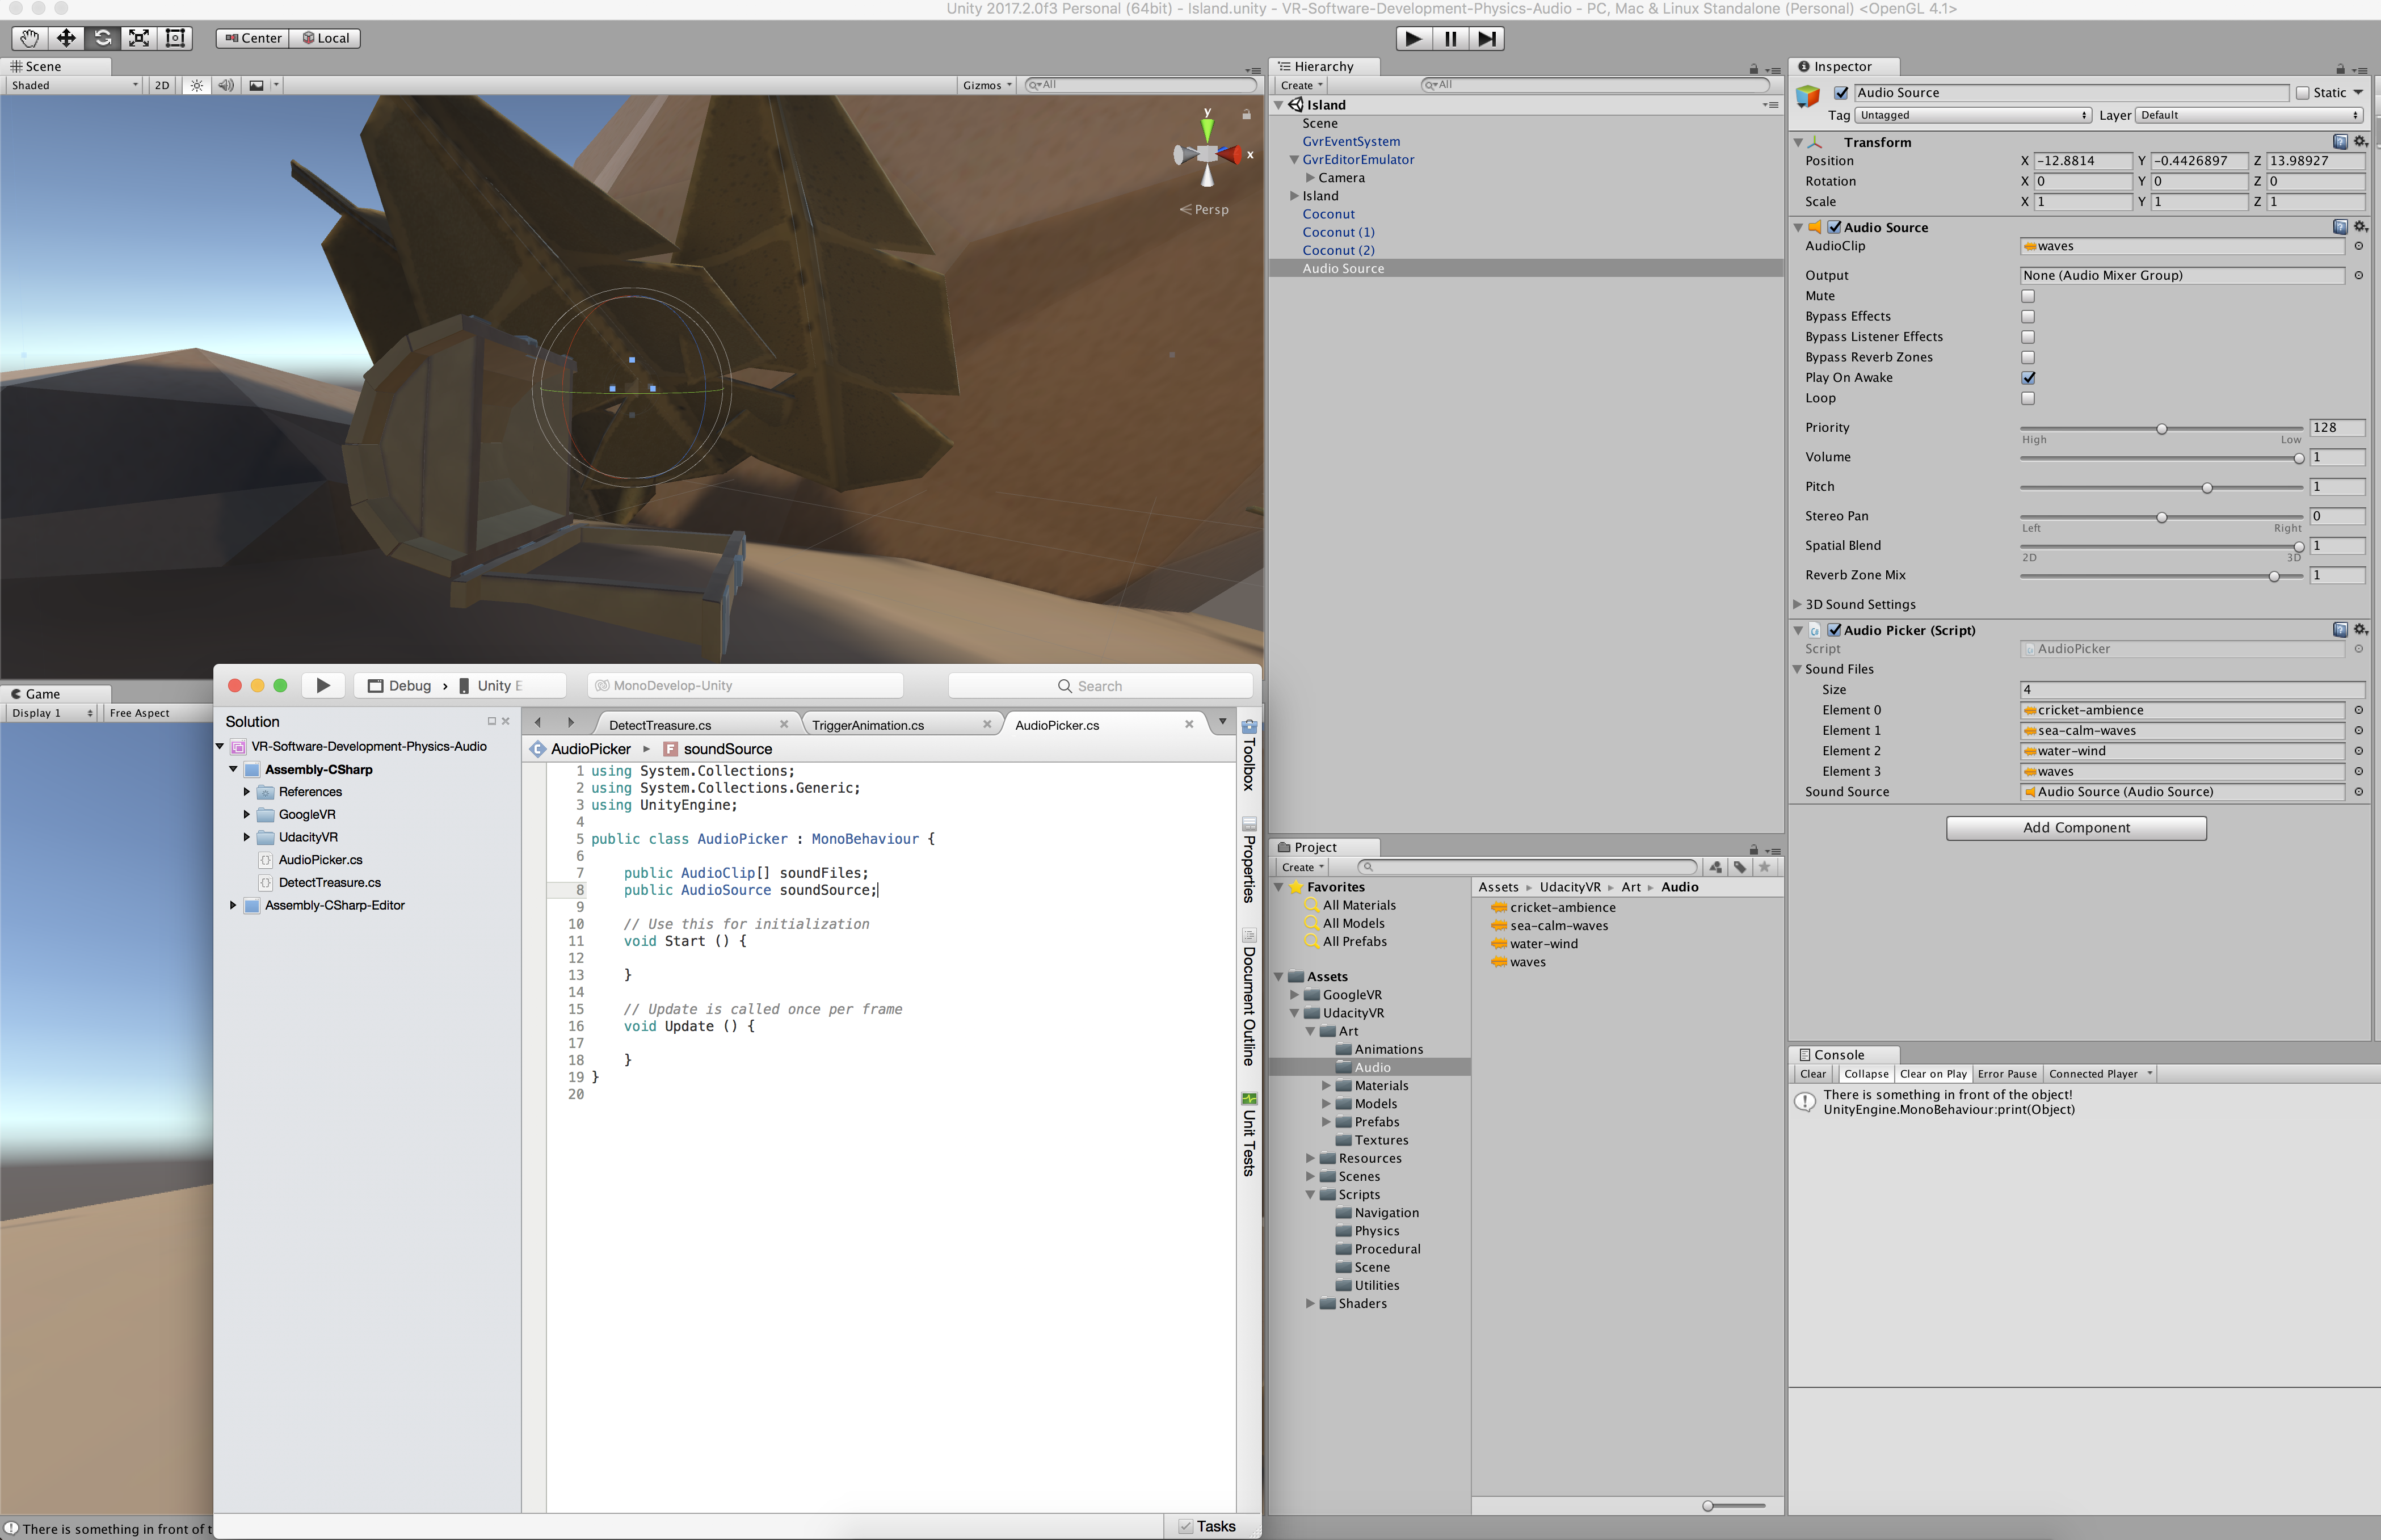 Unity 2017.2.0f3 Personal (64bit) - Island.unity - VR-Software-Development-Physics-Audio - PC, Mac & Linux Standalone (Personal) <OpenGL 4.1>
Center Local
Scene
Shaded 2D Gizmos All
y
x
Persp
Game
Display 1 Free Aspect
There is something in front of t
Debug › Unity E
MonoDevelop-Unity
Search
Solution
VR-Software-Development-Physics-Audio
Assembly-CSharp
References
GoogleVR
UdacityVR
AudioPicker.cs
DetectTreasure.cs
Assembly-CSharp-Editor
DetectTreasure.cs TriggerAnimation.cs AudioPicker.cs
C AudioPicker F soundSource
1 using System.Collections;
2 using System.Collections.Generic;
3 using UnityEngine;
4
5 public class AudioPicker : MonoBehaviour {
6
7 public AudioClip[] soundFiles;
8 public AudioSource soundSource;
9
10 // Use this for initialization
11 void Start () {
12
13 }
14
15 // Update is called once per frame
16 void Update () {
17
18 }
19 }
20
Toolbox
Properties
Document Outline
Unit Tests
Tasks
Hierarchy
Create All
Island
Scene
GvrEventSystem
GvrEditorEmulator
Camera
Island
Coconut
Coconut (1)
Coconut (2)
Audio Source
Project
Create
Favorites
All Materials
All Models
All Prefabs
Assets
GoogleVR
UdacityVR
Art
Animations
Audio
Materials
Models
Prefabs
Textures
Resources
Scenes
Scripts
Navigation
Physics
Procedural
Scene
Utilities
Shaders
Assets UdacityVR Art Audio
cricket-ambience
sea-calm-waves
water-wind
waves
Inspector
Audio Source Static
Tag Untagged Layer Default
Transform
Position X -12.8814 Y -0.4426897 Z 13.98927
Rotation X 0 Y 0 Z 0
Scale X 1 Y 1 Z 1
Audio Source
AudioClip waves
Output None (Audio Mixer Group)
Mute
Bypass Effects
Bypass Listener Effects
Bypass Reverb Zones
Play On Awake
Loop
Priority 128
High Low
Volume 1
Pitch 1
Stereo Pan 0
Left Right
Spatial Blend 1
2D 3D
Reverb Zone Mix 1
3D Sound Settings
Audio Picker (Script)
Script AudioPicker
Sound Files
Size 4
Element 0 cricket-ambience
Element 1 sea-calm-waves
Element 2 water-wind
Element 3 waves
Sound Source Audio Source (Audio Source)
Add Component
Console
Clear Collapse Clear on Play Error Pause Connected Player
There is something in front of the object!
UnityEngine.MonoBehaviour:print(Object)